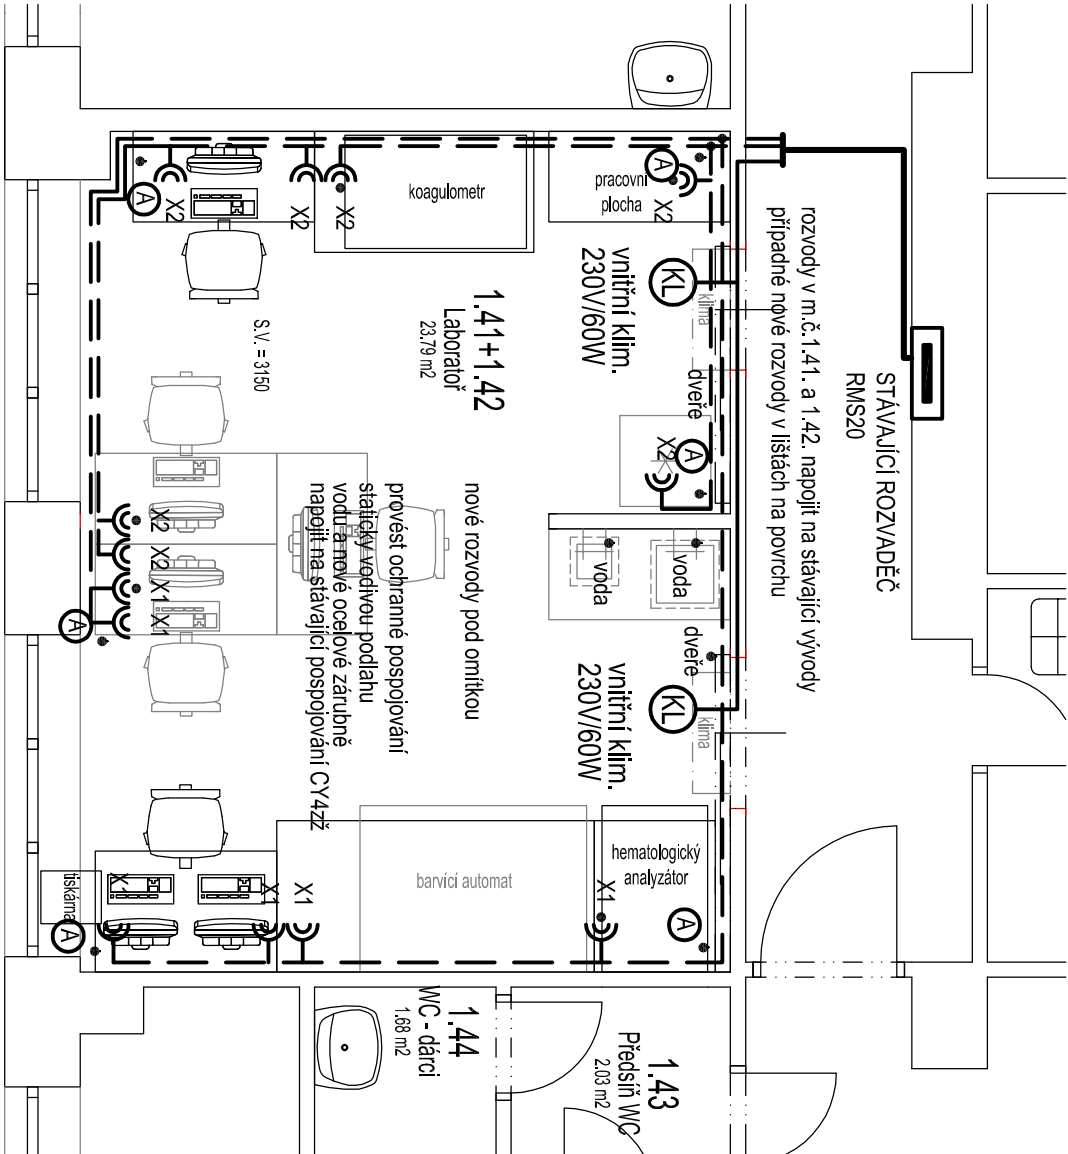 koagulometr
pracovní
plocha
A
A
X2
X2
X2
X2
vnitřní klim.
230V/60W
KL
klima
1.41+1.42
Laboratoř
23.79 m2
S.V. = 3150
rozvody v m.č.1.41. a 1.42. napojit na stávající vývody
případné nové rozvody v lištách na povrchu
STÁVAJÍCÍ ROZVADĚČ
RMS20
dveře
X2
A
nové rozvody pod omítkou
provést ochranné pospojování
staticky vodivou podlahu
vodu a nové ocelové zárubně
napojit na stávající pospojování CY4zž
X2
X2
X1
X1
A
voda
voda
dveře
vnitřní klim.
230V/60W
KL
klima
barvící automat
hematologický
analyzátor
X1
X1
X1
X1
A
A
tiskárna
1.44
WC - dárci
1.68 m2
1.43
Předsíň WC
2.03 m2